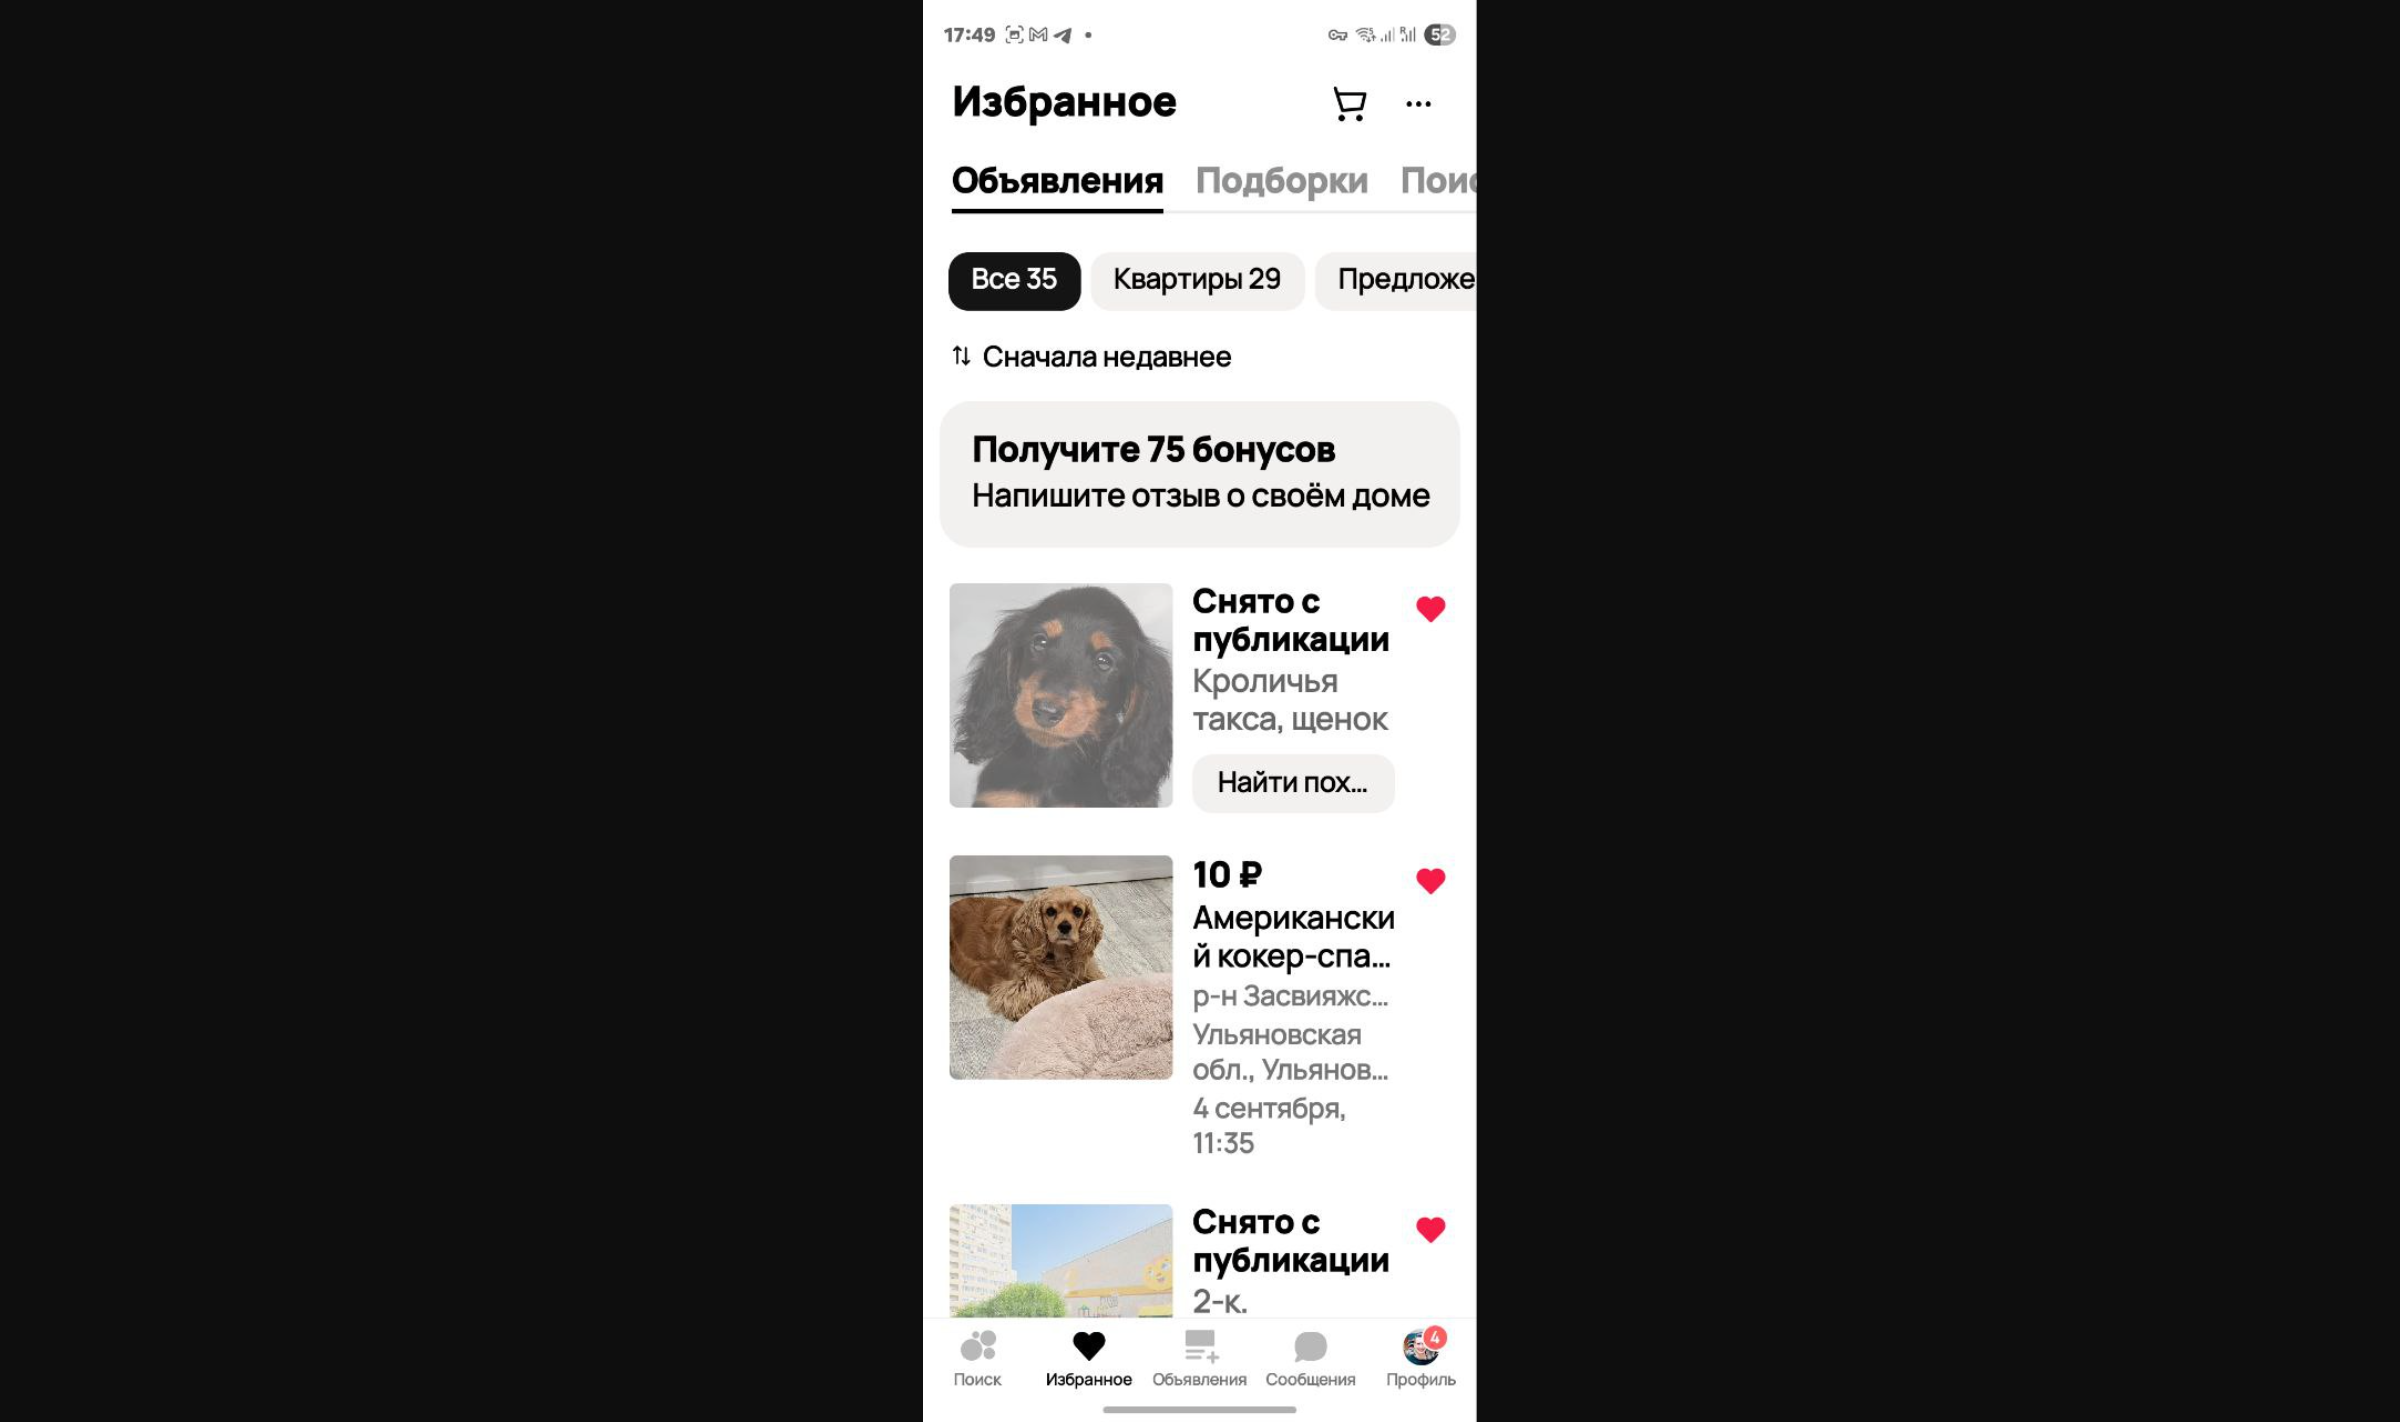 17:49
52
Избранное
Объявления Подборки Поис
Все 35 Квартиры 29 Предложе
Сначала недавнее
Получите 75 бонусов
Напишите отзыв о своём доме
Снято с
публикации
Кроличья
такса, щенок
Найти пох...
10 ₽
Американски
й кокер-спа...
р-н Засвияжс...
Ульяновская
обл., Ульянов...
4 сентября,
11:35
Снято с
публикации
2-к.
4
Поиск Избранное Объявления Сообщения Профиль